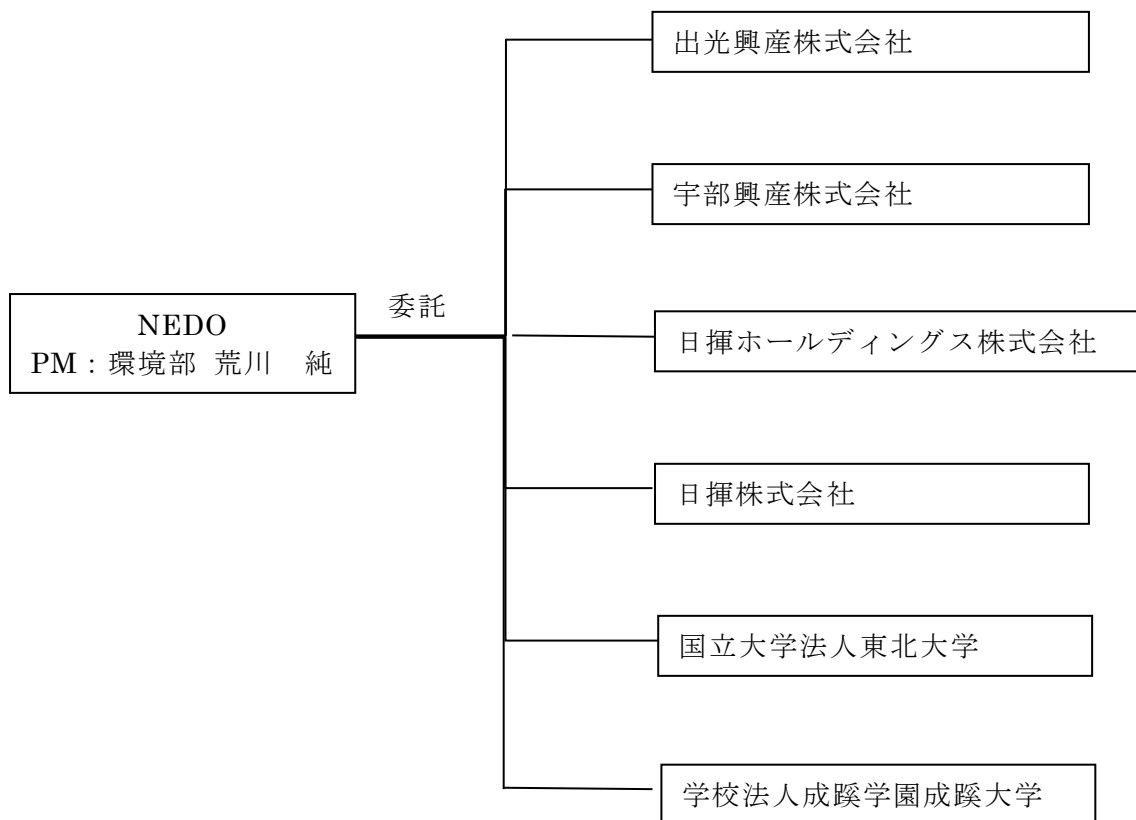 出光興産株式会社
宇部興産株式会社
委託
NEDO
PM：環境部 荒川　純
日揮ホールディングス株式会社
日揮株式会社
国立大学法人東北大学
学校法人成蹊学園成蹊大学